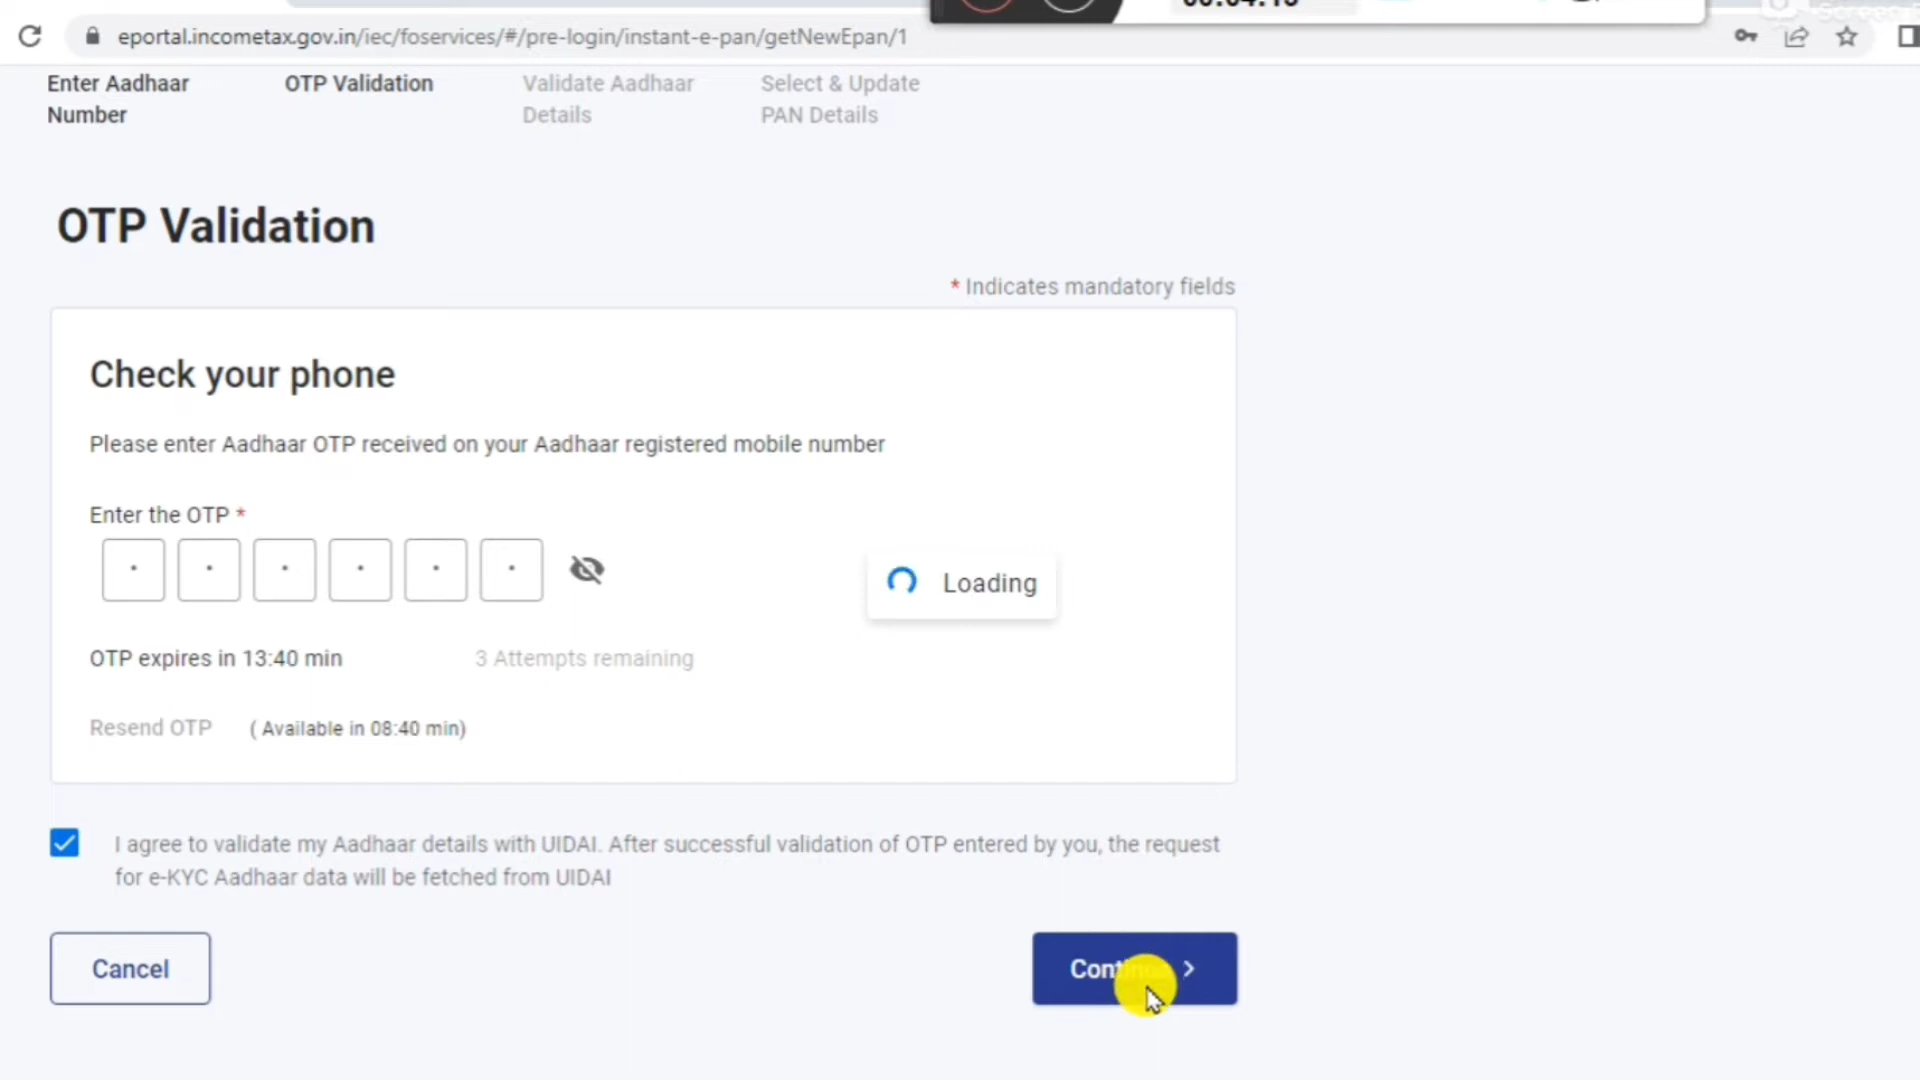 eportal.incometax.gov.in/iec/foservices/#/pre-login/instant-e-pan/getNewEpan/1
Enter Aadhaar Number
OTP Validation
Validate Aadhaar Details
Select & Update PAN Details
OTP Validation
* Indicates mandatory fields
Check your phone
Please enter Aadhaar OTP received on your Aadhaar registered mobile number
Enter the OTP *
Loading
OTP expires in 13:40 min
3 Attempts remaining
Resend OTP ( Available in 08:40 min)
I agree to validate my Aadhaar details with UIDAI. After successful validation of OTP entered by you, the request
for e-KYC Aadhaar data will be fetched from UIDAI
Cancel
Continue